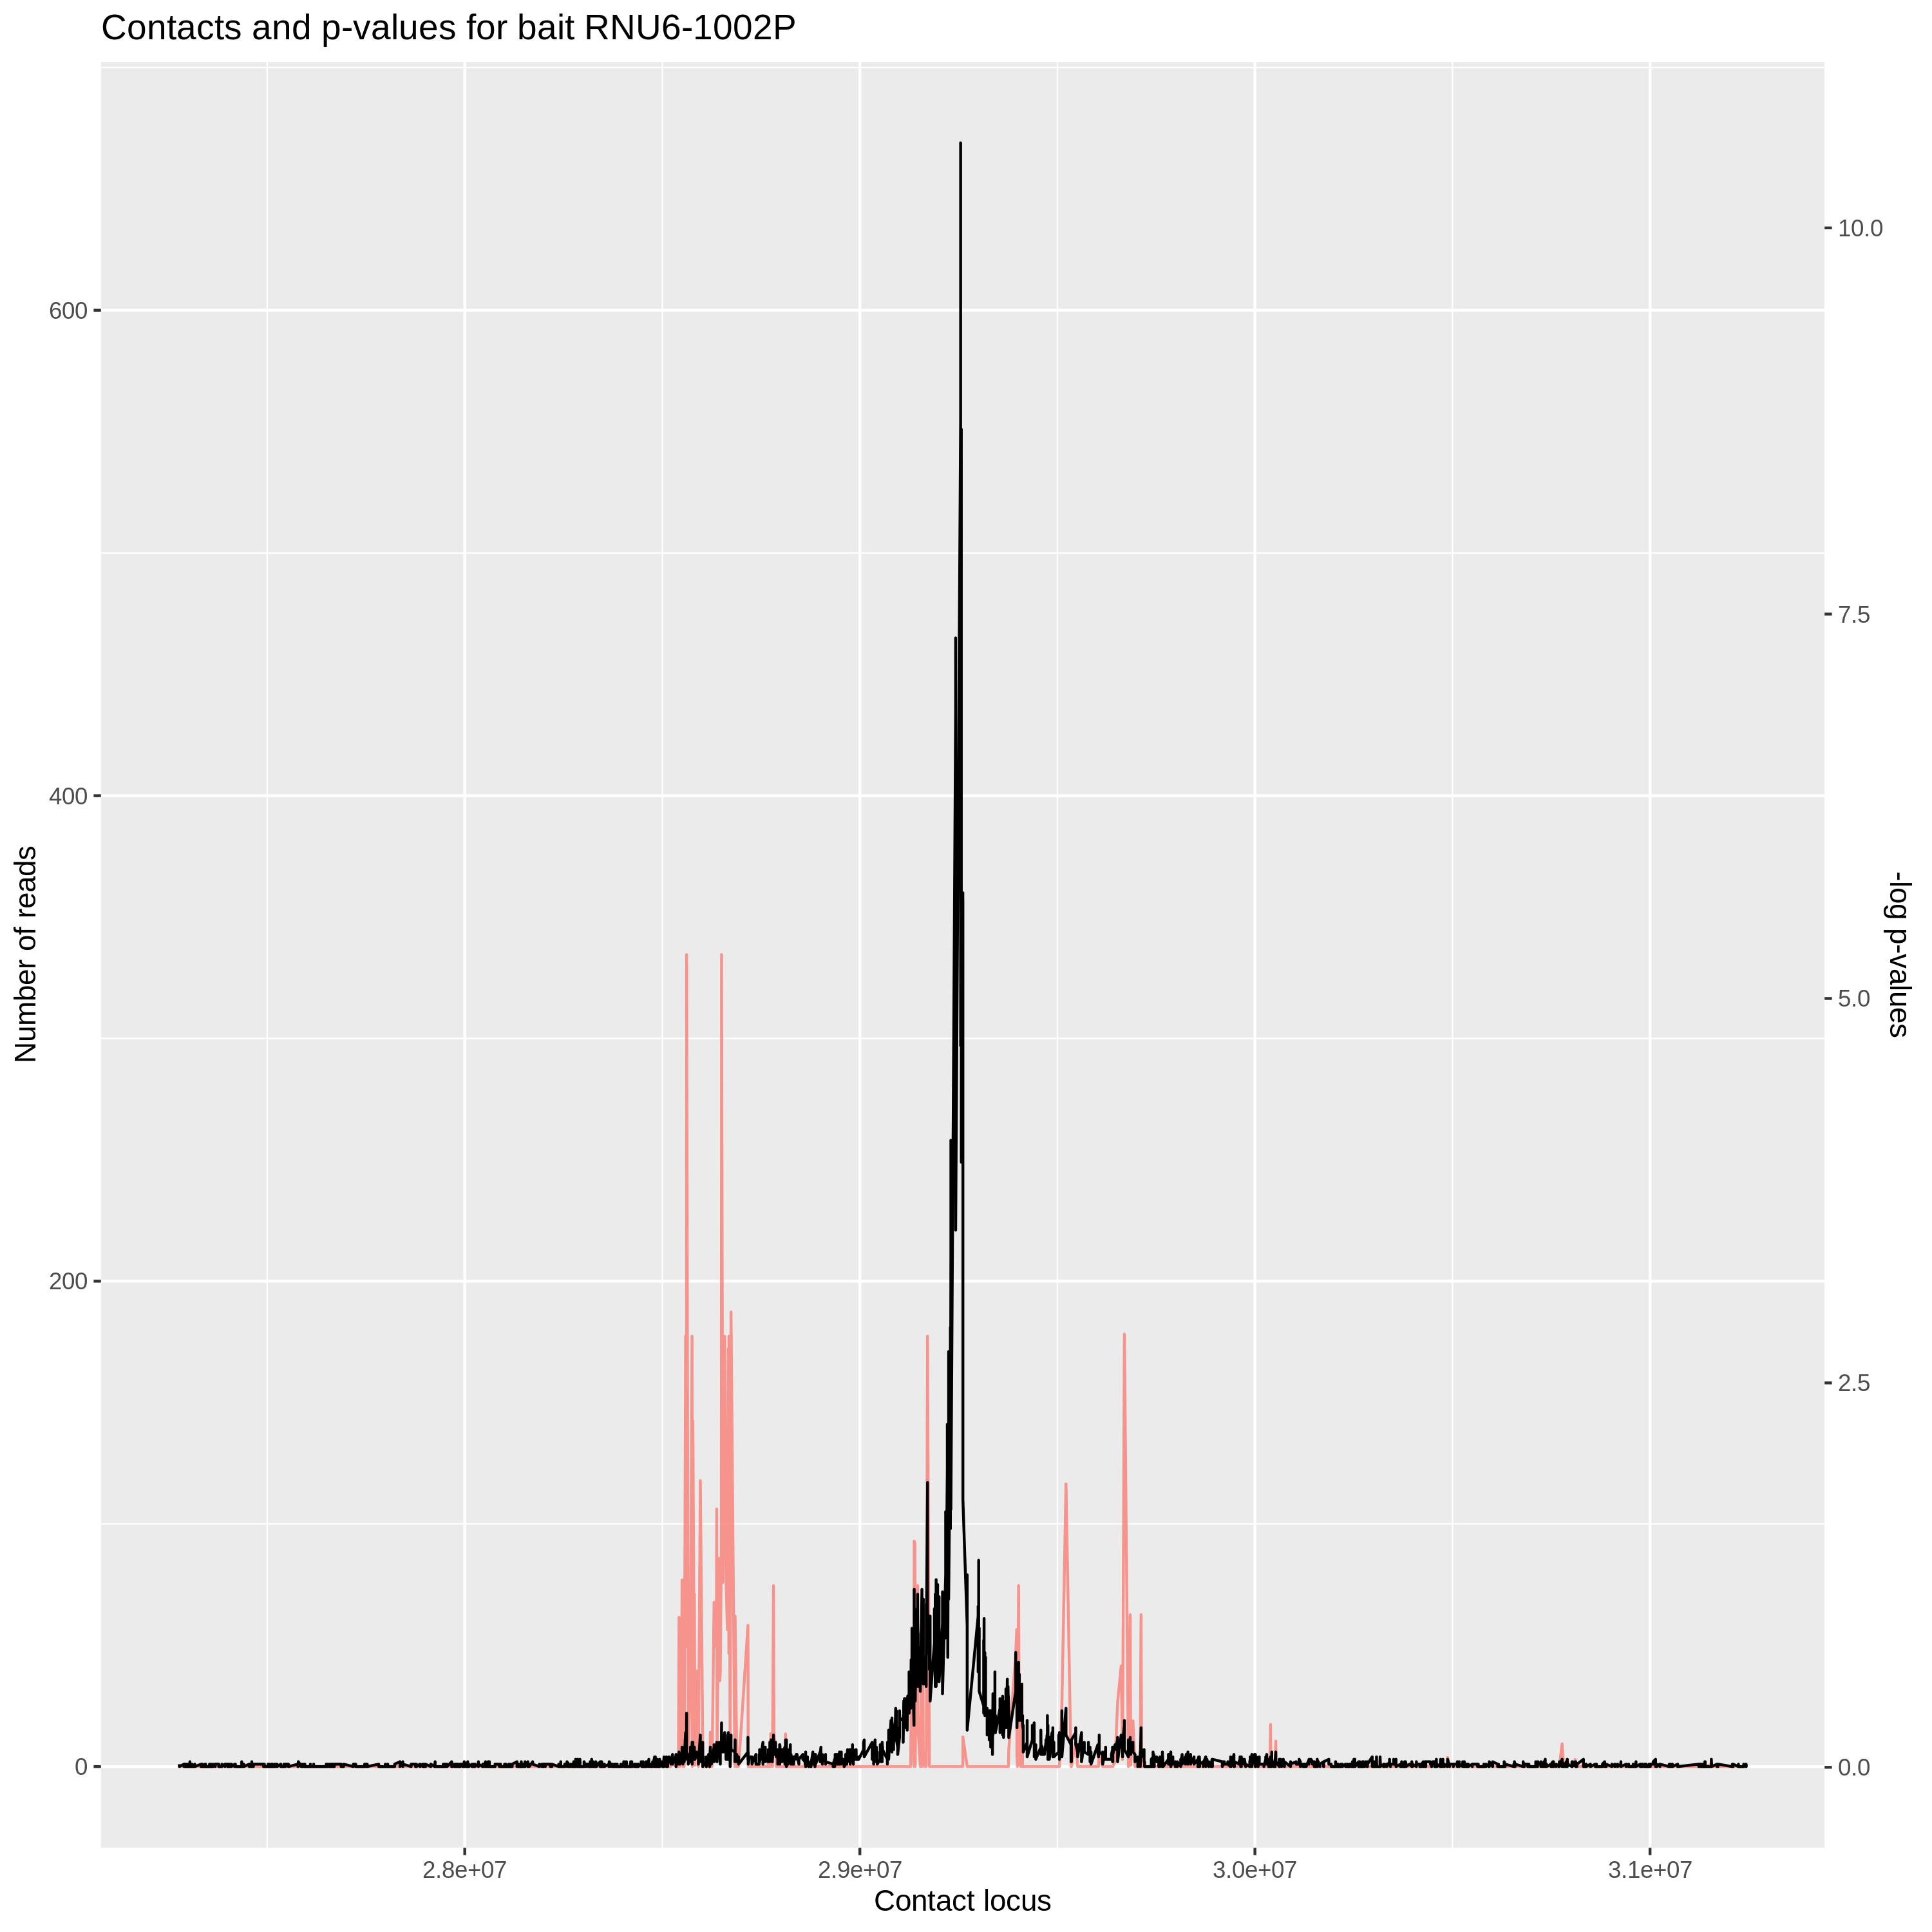 Contacts and p-values for bait RNU6-1002P
600
400
200
0
10.0
7.5
5.0
2.5
0.0
Number of reads
-log p-values
2.8e+07 2.9e+07 3.0e+07 3.1e+07
Contact locus